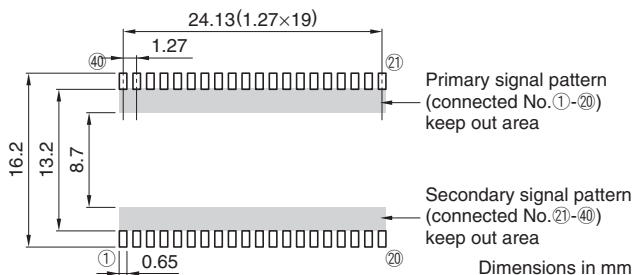 24.13(1.27×19)
1.27
㊵
㉑
Primary signal pattern
(connected No.①-⑳)
keep out area
16.2
13.2
8.7
Secondary signal pattern
(connected No.㉑-㊵)
keep out area
①
0.65
⑳
Dimensions in mm